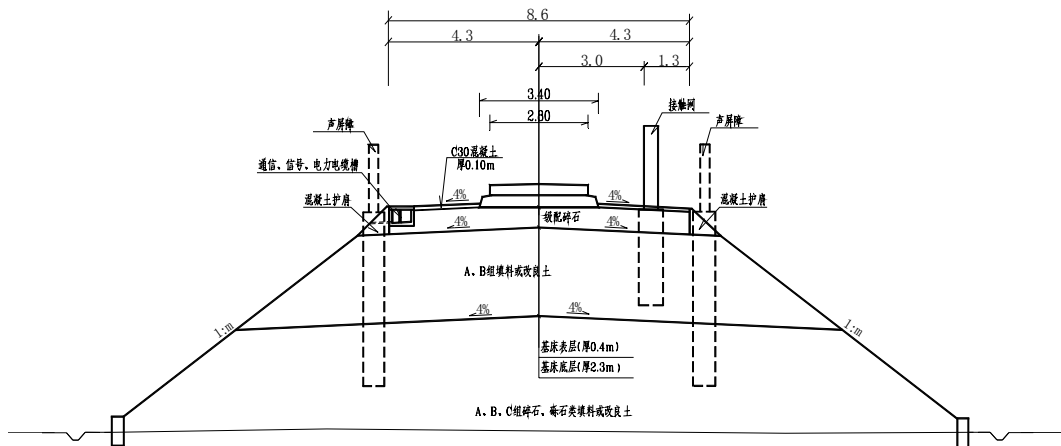 8.6
4.3
4.3
3.0
1.3
3.40
2.80
接触网
声屏障
声屏障
C30混凝土
厚0.10m
通信、信号、电力电缆槽
混凝土护肩
混凝土护肩
4%
4%
级配碎石
4%
4%
A、B组填料或改良土
4%
4%
1:m
1:m
基床表层(厚0.4m)
基床底层(厚2.3m)
A、B、C组碎石、砾石类填料或改良土